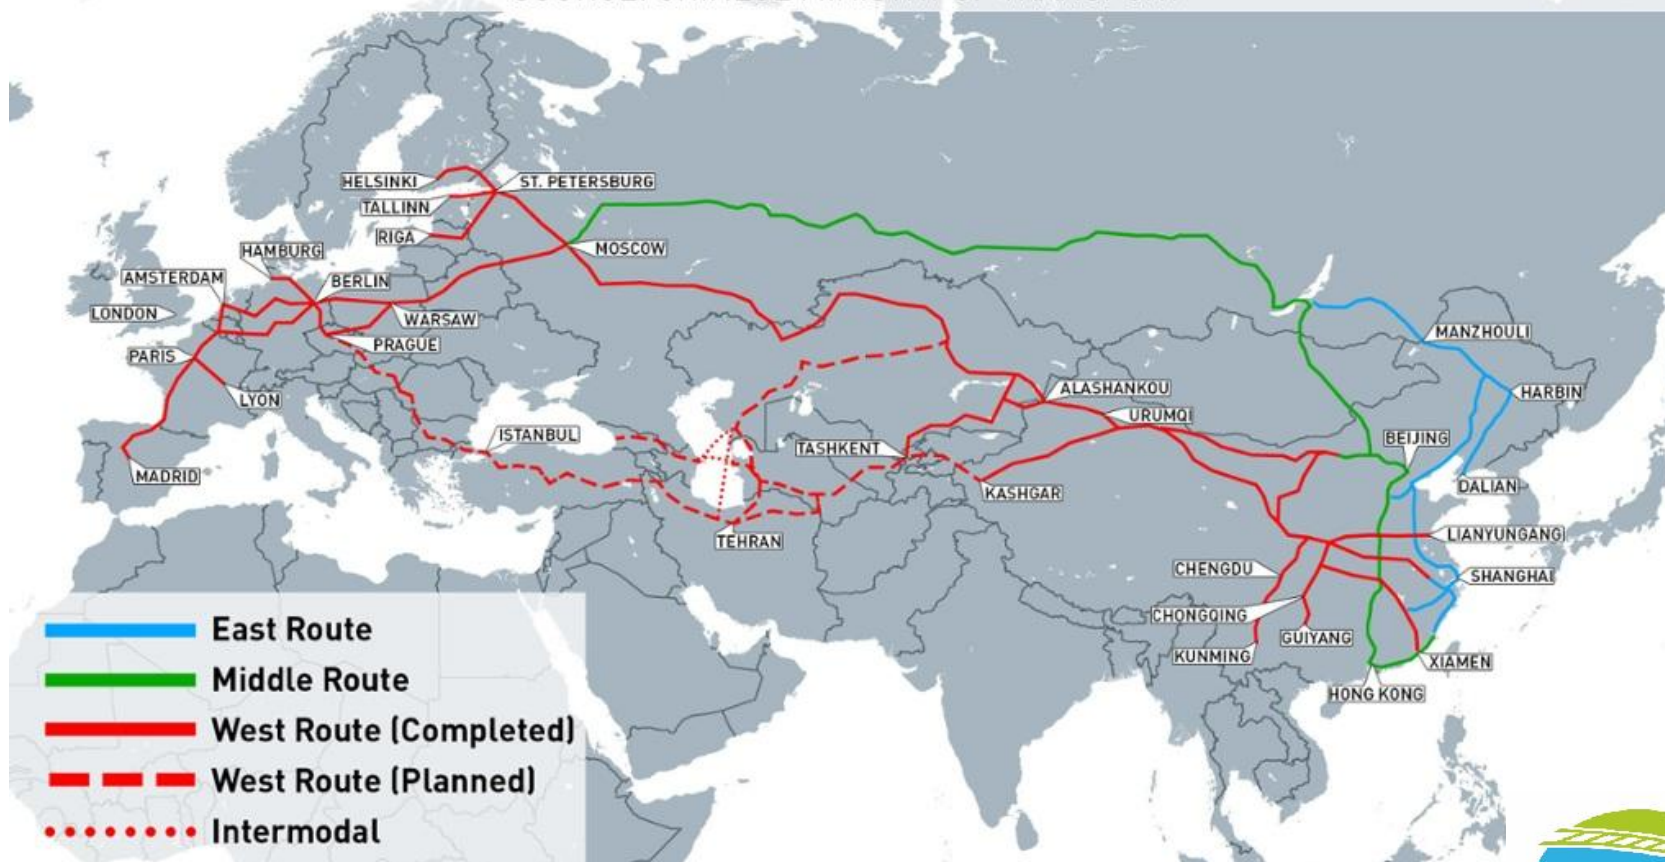 HELSINKI
ST. PETERSBURG
TALLINN
RIGA
MOSCOW
HAMBURG
AMSTERDAM
BERLIN
LONDON
WARSAW
MANZHOULI
PRAGUE
PARIS
ALASHANKOU
HARBIN
LYON
URUMQI
ISTANBUL
BEIJING
TASHKENT
MADRID
DALIAN
KASHGAR
LIANYUNGANG
TEHRAN
CHENGDU
SHANGHAI
CHONGQING
GUIYANG
KUNMING
XIAMEN
HONG KONG
East Route
Middle Route
West Route (Completed)
West Route (Planned)
Intermodal